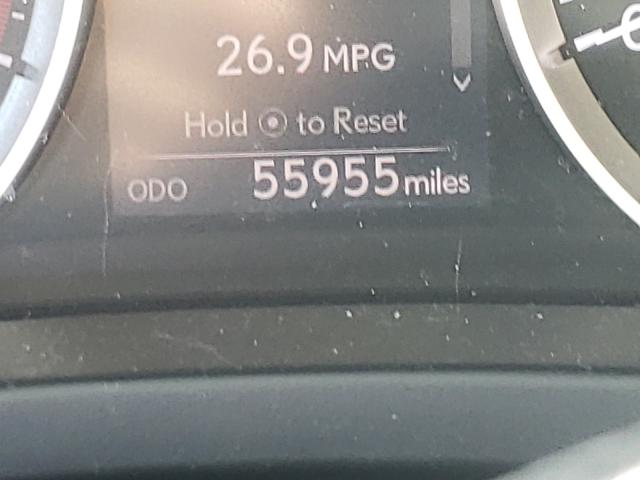 26.9 MPG
Hold to Reset
ODO 55955 miles